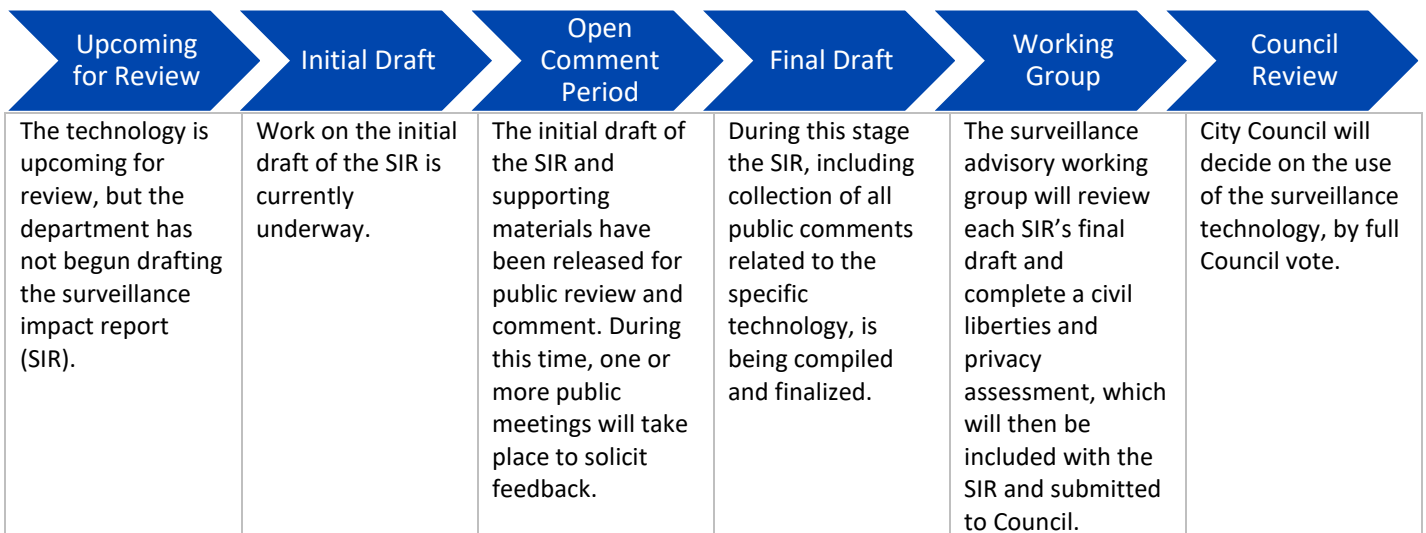 Upcoming
for Review
Initial Draft
Open
Comment
Period
Final Draft
Working
Group
Council
Review
The technology is
upcoming for
review, but the
department has
not begun drafting
the surveillance
impact report
(SIR).
Work on the initial
draft of the SIR is
currently
underway.
The initial draft of
the SIR and
supporting
materials have
been released for
public review and
comment. During
this time, one or
more public
meetings will take
place to solicit
feedback.
During this stage
the SIR, including
collection of all
public comments
related to the
specific
technology, is
being compiled
and finalized.
The surveillance
advisory working
group will review
each SIR’s final
draft and
complete a civil
liberties and
privacy
assessment, which
will then be
included with the
SIR and submitted
to Council.
City Council will
decide on the use
of the surveillance
technology, by full
Council vote.